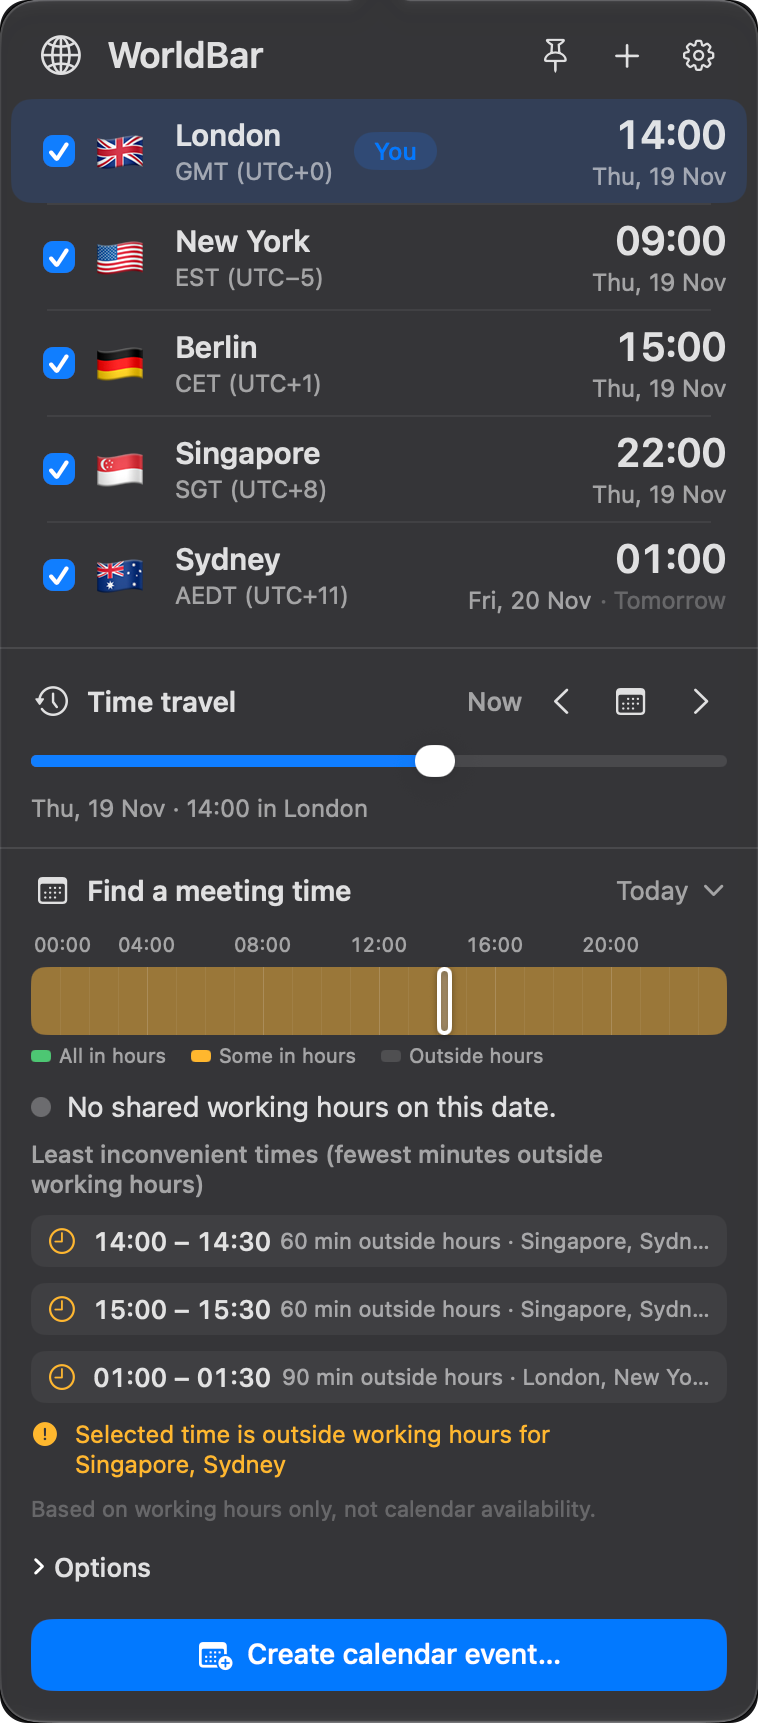 WorldBar
London
You
14:00
GMT (UTC+0)
Thu, 19 Nov
New York
09:00
EST (UTC−5)
Thu, 19 Nov
Berlin
15:00
CET (UTC+1)
Thu, 19 Nov
Singapore
22:00
SGT (UTC+8)
Thu, 19 Nov
Sydney
01:00
AEDT (UTC+11)
Fri, 20 Nov · Tomorrow
Time travel
Now
Thu, 19 Nov · 14:00 in London
Find a meeting time
Today
00:00 04:00 08:00 12:00 16:00 20:00
All in hours Some in hours Outside hours
No shared working hours on this date.
Least inconvenient times (fewest minutes outside
working hours)
14:00 – 14:30 60 min outside hours · Singapore, Sydn...
15:00 – 15:30 60 min outside hours · Singapore, Sydn...
01:00 – 01:30 90 min outside hours · London, New Yo...
Selected time is outside working hours for
Singapore, Sydney
Based on working hours only, not calendar availability.
Options
Create calendar event...